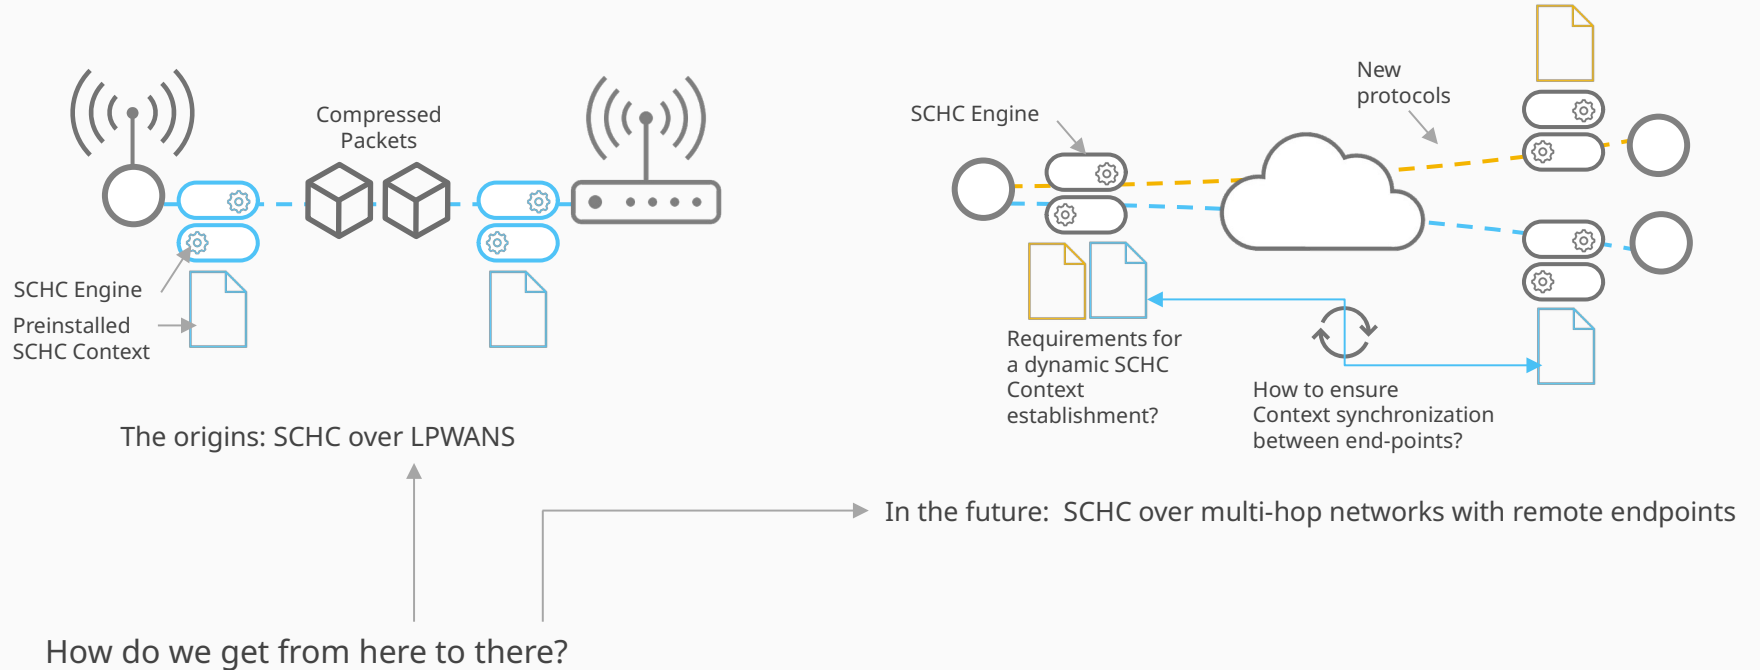 Compressed
Packets
SCHC Engine
Preinstalled
SCHC Context
The origins: SCHC over LPWANS
SCHC Engine
New
protocols
Requirements for
a dynamic SCHC
Context
establishment?
How to ensure
Context synchronization
between end-points?
In the future:  SCHC over multi-hop networks with remote endpoints
How do we get from here to there?